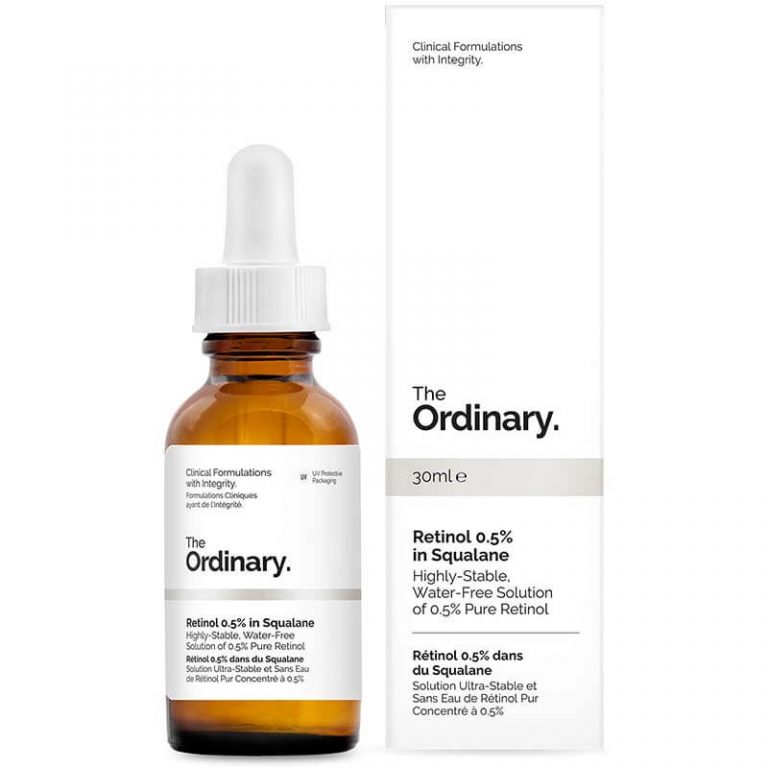 Clinical Formulations
with Integrity.
Formulations Cliniques
ayant de l'intégrité.
UV
UV Protective
Packaging
The
Ordinary.
Retinol 0.5% in Squalane
Highly-Stable, Water-Free
Solution of 0.5% Pure Retinol
Rétinol 0.5% dans du Squalane
Solution Ultra-Stable et Sans Eau
de Rétinol Pur Concentré à 0.5%
Clinical Formulations
with Integrity.
The
Ordinary.
30ml e
Retinol 0.5%
in Squalane
Highly-Stable,
Water-Free Solution
of 0.5% Pure Retinol
Rétinol 0.5% dans
du Squalane
Solution Ultra-Stable et
Sans Eau de Rétinol Pur
Concentré à 0.5%